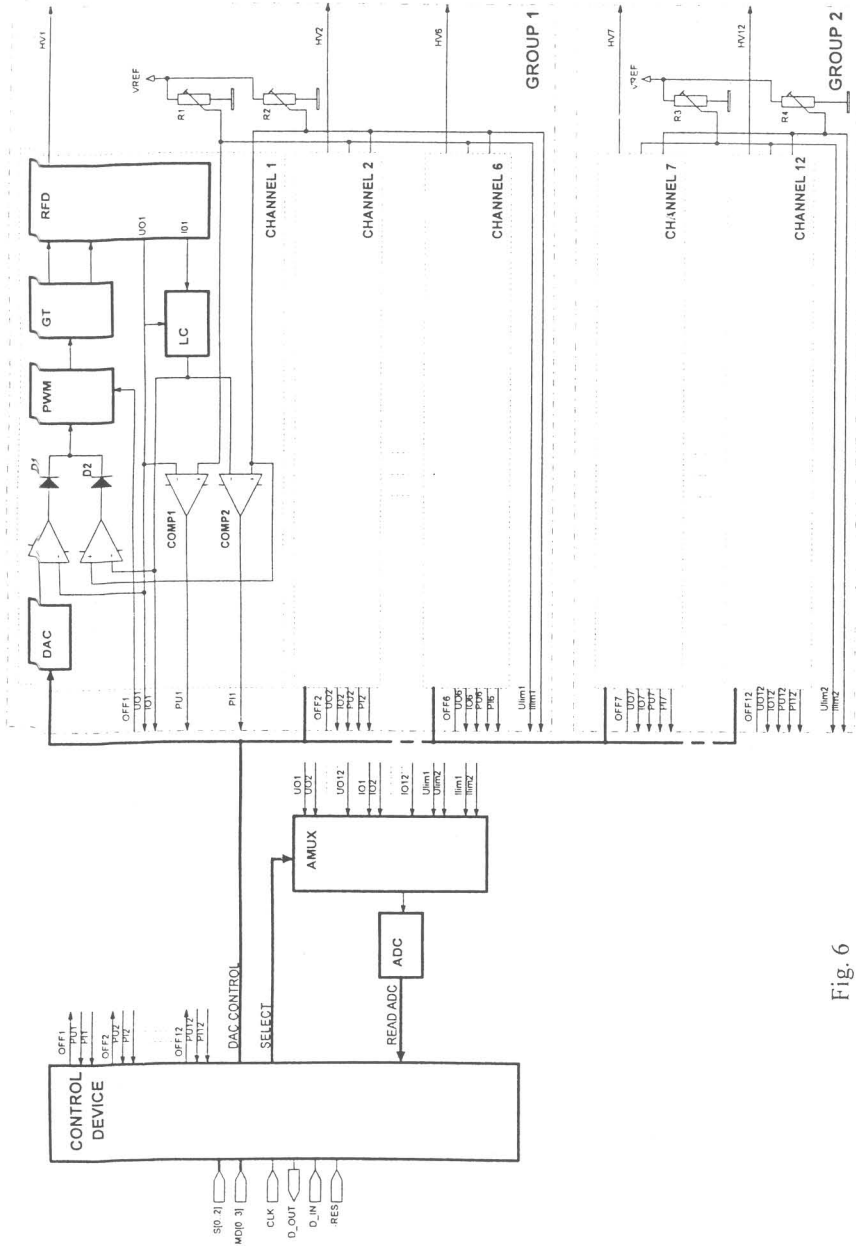 CONTROL
DEVICE
S[0..2]
MD[0..3]
CLK
D_OUT
D_IN
RES
OFF1
PU1
PI1
OFF2
PU2
PI2
OFF12
PU12
PI12
DAC CONTROL
SELECT
READ ADC
ADC
AMUX
UO1
UO2
UO12
IO1
IO2
IO12
Ulim1
Ulim2
Ilim1
Ilim2
DAC
D1
D2
PWM
GT
RFD
UO1
IO1
LC
COMP1
COMP2
OFF1
UO1
IO1
PU1
PI1
CHANNEL 1
HV1
VREF
R1
R2
OFF2
UO2
IO2
PU2
PI2
CHANNEL 2
HV2
OFF6
UO6
IO6
PU6
PI6
CHANNEL 6
HV6
Ulim1
Ilim1
GROUP 1
OFF7
UO7
IO7
PU7
PI7
CHANNEL 7
HV7
VREF
R3
R4
OFF12
UO12
IO12
PU12
PI12
CHANNEL 12
HV12
Ulim2
Ilim2
GROUP 2
Fig. 6